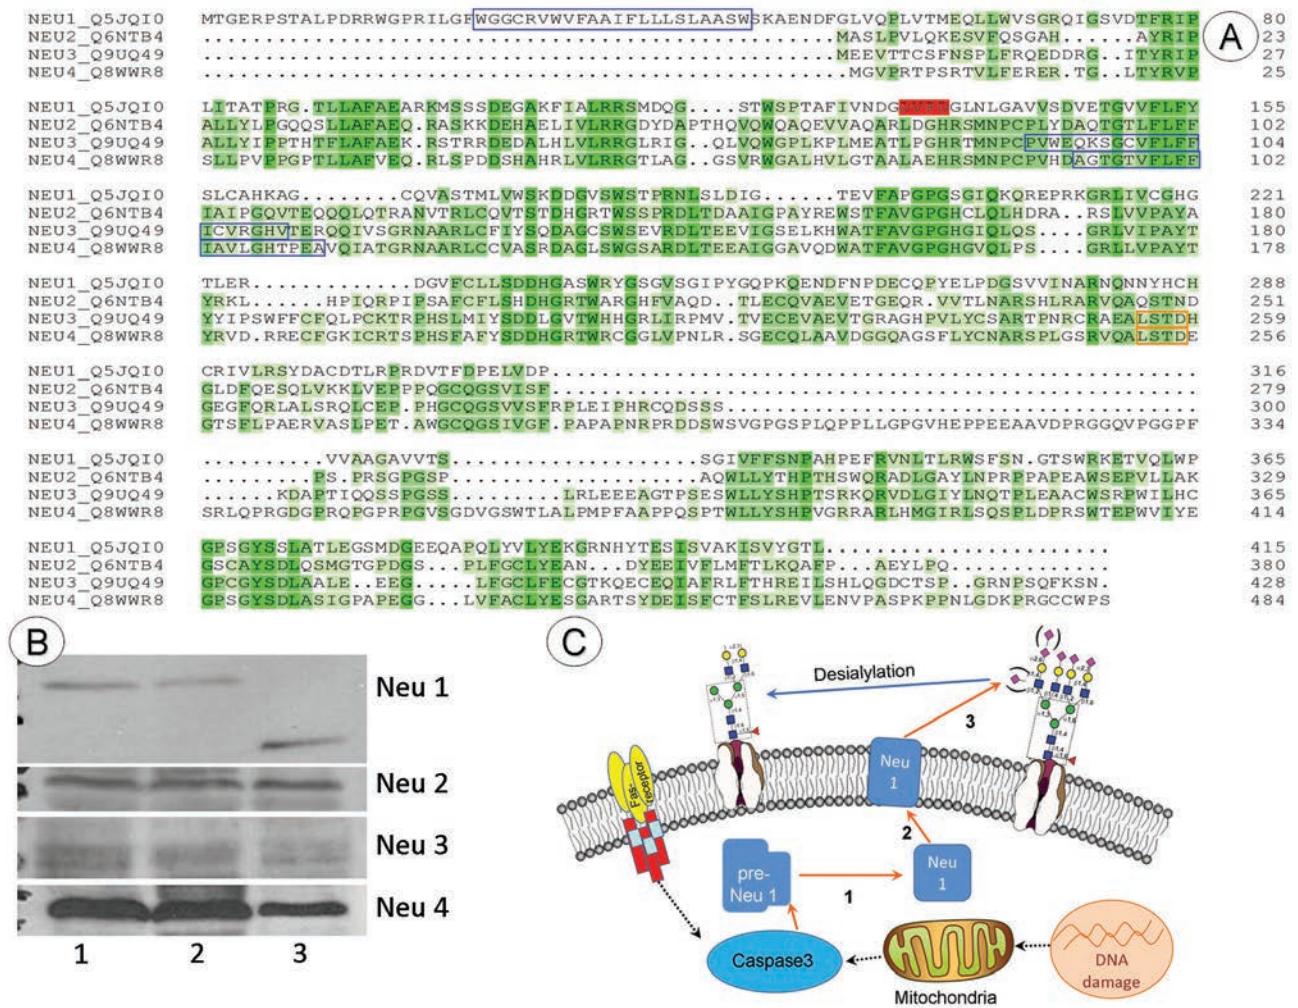 A
NEU1_Q5JQI0 MTGERPSTALPDRRWGPRILGFWGGCRVWVFAAIFLLLSLAASWSKAENDFGLVQPLVTMEQLLWVSGRQIGSVDTFRIP 80
NEU2_Q6NTB4 ................................................... MASLPVLQKESVFQSGAH......AYRIP 23
NEU3_Q9UQ49 ...................................................MEEVTTCSFNSPLFRQEDDRG..ITYRIP 27
NEU4_Q8WWR8 ....................................................MGVPRTPSRTVLFERER.TG..LTYRVP 25
NEU1_Q5JQI0 LITATPRG.TLLAFAEARKMSSSDEGAKFIALRRSMDQG....STWSPTAFIVNDG GLNLGAVVSDVETGVVFLFY 155
NEU2_Q6NTB4 ALLYLPGQQSLLAFAEQ.RASKKDEHAELIVLRRGDYDAPTHQVQWQAQEVVAQARLDGHRSMNPCPLYDAQTGTLFLFF 102
NEU3_Q9UQ49 ALLYIPPTHTFLAFAEK.RSTRRDEDALHLVLRRGLRIG..QLVQWGPLKPLMEATLPGHRTMNPCPVWEQKSGCVFLFF 104
NEU4_Q8WWR8 SLLPVPPGPTLLAFVEQ.RLSPDDSHAHRLVLRRGTLAG..GSVRWGALHVLGTAALAEHRSMNPCPVHDAGTGTVFLFF 102
NEU1_Q5JQI0 SLCAHKAG........CQVASTMLVWSKDDGVSWSTPRNLSLDIG......TEVFAPGPGSGIQKQREPRKGRLIVCGHG 221
NEU2_Q6NTB4 IAIPGQVTEQQQLQTRANVTRLCQVTSTDHGRTWSSPRDLTDAAIGPAYREWSTFAVGPGHCLQLHDRA..RSLVVPAYA 180
NEU3_Q9UQ49 ICVRGHVTERQQIVSGRNAARLCFIYSQDAGCSWSEVRDLTEEVIGSELKHWATFAVGPGHGIQLQS....GRLVIPAYT 180
NEU4_Q8WWR8 IAVLGHTPEAVQIATGRNAARLCCVASRDAGLSWGSARDLTEEAIGGAVQDWATFAVGPGHGVQLPS....GRLLVPAYT 178
NEU1_Q5JQI0 TLER.............DGVFCLLSDDHGASWRYGSGVSGIPYGQPKQENDFNPDECQPYELPDGSVVINARNQNNYHCH 288
NEU2_Q6NTB4 YRKL......HPIQRPIPSAFCFLSHDHGRTWARGHFVAQD..TLECQVAEVETGEQR.VVTLNARSHLRARVQAQSTND 251
NEU3_Q9UQ49 YYIPSWFFCFQLPCKTRPHSLMIYSDDLGVTWHHGRLIRPMV.TVECEVAEVTGRAGHPVLYCSARTPNRCRAEALSTDH 259
NEU4_Q8WWR8 YRVD.RRECFGKICRTSPHSFAFYSDDHGRTWRCGGLVPNLR.SGECQLAAVDGGQAGSFLYCNARSPLGSRVQALSTDE 256
NEU1_Q5JQI0 CRIVLRSYDACDTLRPRDVTFDPELVDP.................................................... 316
NEU2_Q6NTB4 GLDFQESQLVKKLVEPPPQGCQGSVISF.................................................... 279
NEU3_Q9UQ49 GEGFQRLALSRQLCEP.PHGCQGSVVSFRPLEIPHRCQDSSS...................................... 300
NEU4_Q8WWR8 GTSFLPAERVASLPET.AWGCQGSIVGF.PAPAPNRPRDDSWSVGPGSPLQPPLLGPGVHEPPEEAAVDPRGGQVPGGPF 334
NEU1_Q5JQI0 ..........VVAAGAVVTS....................SGIVFFSNPAHPEFRVNLTLRWSFSN.GTSWRKETVQLWP 365
NEU2_Q6NTB4 .........PS.PRSGPGSP....................AQWLLYTHPTHSWQRADLGAYLNPRPPAPEAWSEPVLLAK 329
NEU3_Q9UQ49 ......KDAPTIQQSSPGSS.........LRLEEEAGTPSESWLLYSHPTSRKQRVDLGIYLNQTPLEAACWSRPWILHC 365
NEU4_Q8WWR8 SRLQPRGDGPRQPGPRPGVSGDVGSWTLALPMPFAAPPQSPTWLLYSHPVGRRARLHMGIRLSQSPLDPRSWTEPWVIYE 414
NEU1_Q5JQI0 GPSGYSSLATLEGSMDGEEQAPQLYVLYEKGRNHYTESISVAKISVYGTL....................... 415
NEU2_Q6NTB4 GSCAYSDLQSMGTGPDGS..PLFGCLYEAN..DYEEIVFLMFTLKQAFP...AEYLPQ............. 380
NEU3_Q9UQ49 GPCGYSDLAALE..EEG....LFGCLFECGTKQECEQIAFRLFTHREILSHLQGDCTSP...GRNPSQFKSN. 428
NEU4_Q8WWR8 GPSGYSDLASIGPAPEGG...LVFACLYESGARTSYDEISFCTFSLREVLENVPASPKPPNLGDKPRGCCWPS 484
B
Neu 1
Neu 2
Neu 3
Neu 4
1 2 3
C
Desialylation
3
Fas-
receptor
Neu
1
2
pre-
Neu 1
1
Neu
1
Caspase3
Mitochondria
DNA
damage